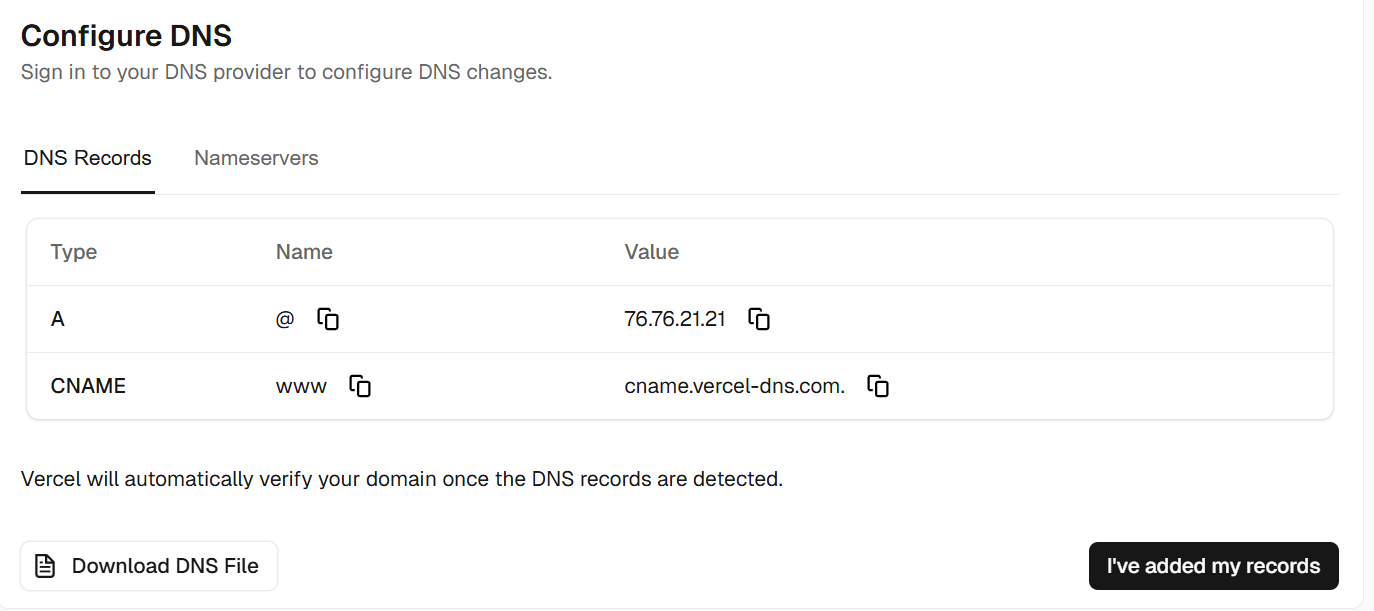 Configure DNS
Sign in to your DNS provider to configure DNS changes.
DNS Records Nameservers
Type Name Value
A @ 76.76.21.21
CNAME www cname.vercel-dns.com.
Vercel will automatically verify your domain once the DNS records are detected.
Download DNS File I've added my records